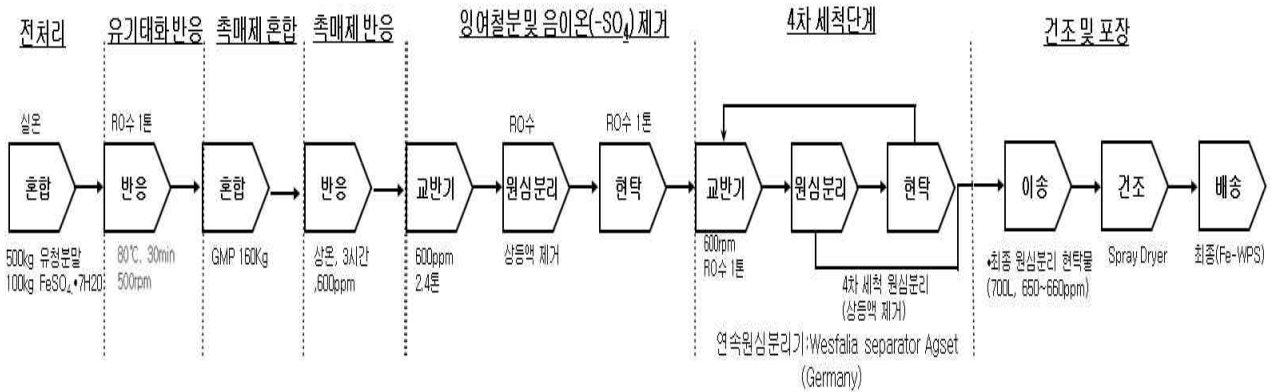 전처리
유기태화 반응
촉매제 혼합
촉매제 반응
잉여철분및 음이온(-SO₄) 제거
4차 세척단계
건조 및 포장
실온
RO수 1톤
RO수
RO수 1톤
혼합
반응
혼합
반응
교반기
원심분리
현탁
교반기
원심분리
현탁
이송
건조
배송
500kg 유청분말
100kg FeSO₄•7H20
80℃, 30min
500rpm
GMP 160Kg
상온, 3시간
,600ppm
600ppm
2.4톤
상등액 제거
600rpm
RO수 1톤
4차 세척 원심분리
(상등액 제거)
연속원심분리기:Wesfalia separator Agset
(Germany)
•최종 원심분리 현탁물
(700L, 650~660ppm)
Spray Dryer
최종(Fe-WPS)